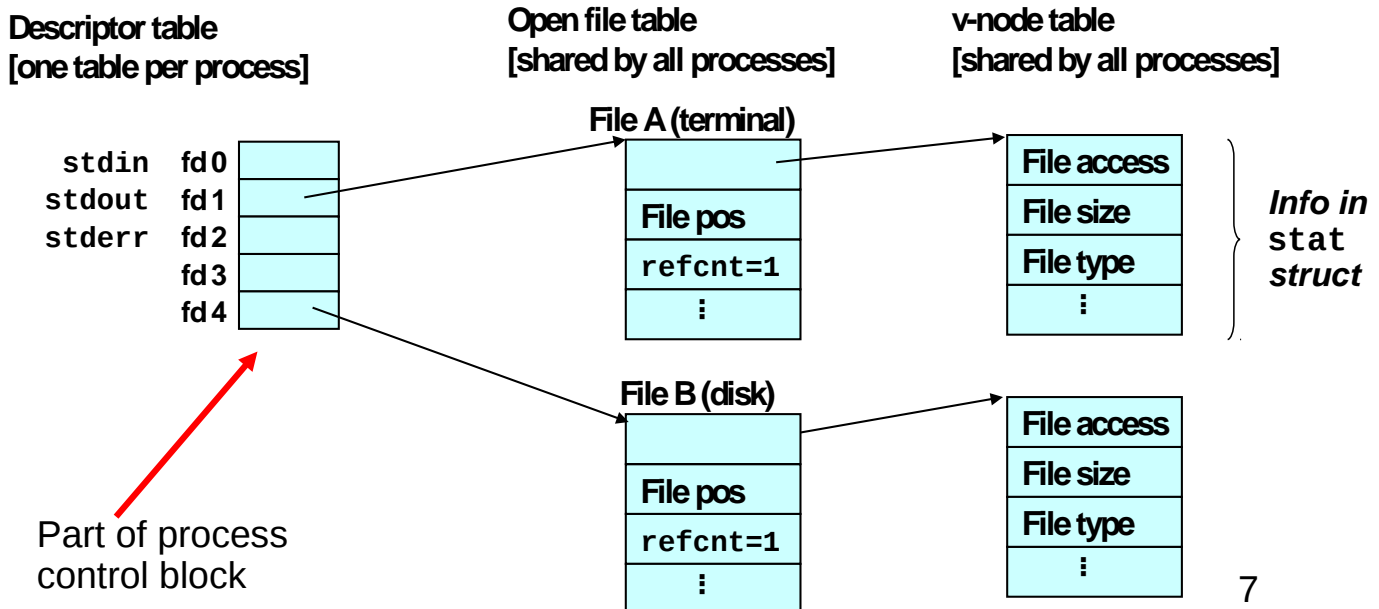 Descriptor table
[one table per process]
Open file table
[shared by all processes]
v-node table
[shared by all processes]
stdin fd 0
stdout fd 1
stderr fd 2
fd 3
fd 4
File A (terminal)
File pos
refcnt=1
⋮
File access
File size
File type
⋮
Info in
stat
struct
File B (disk)
File pos
refcnt=1
⋮
File access
File size
File type
⋮
Part of process
control block
7